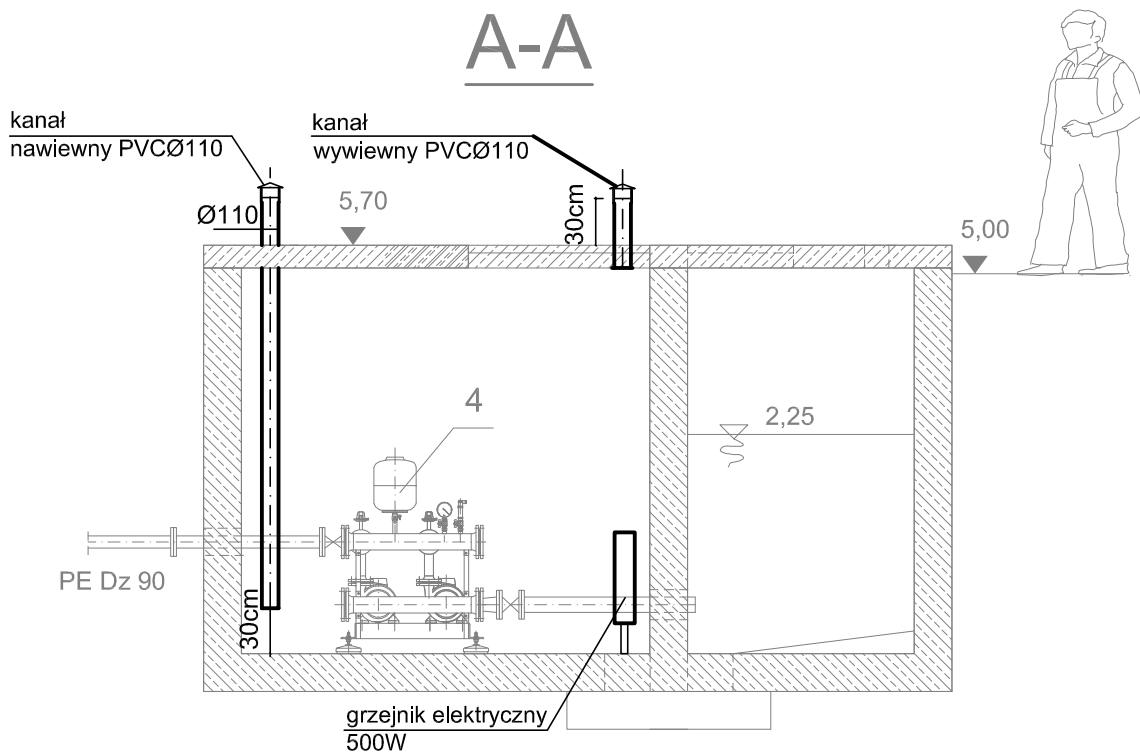 A-A
kanał
nawiewny PVCØ110
kanał
wywiewny PVCØ110
Ø110
5,70
30cm
5,00
4
2,25
PE Dz 90
30cm
grzejnik elektryczny
500W